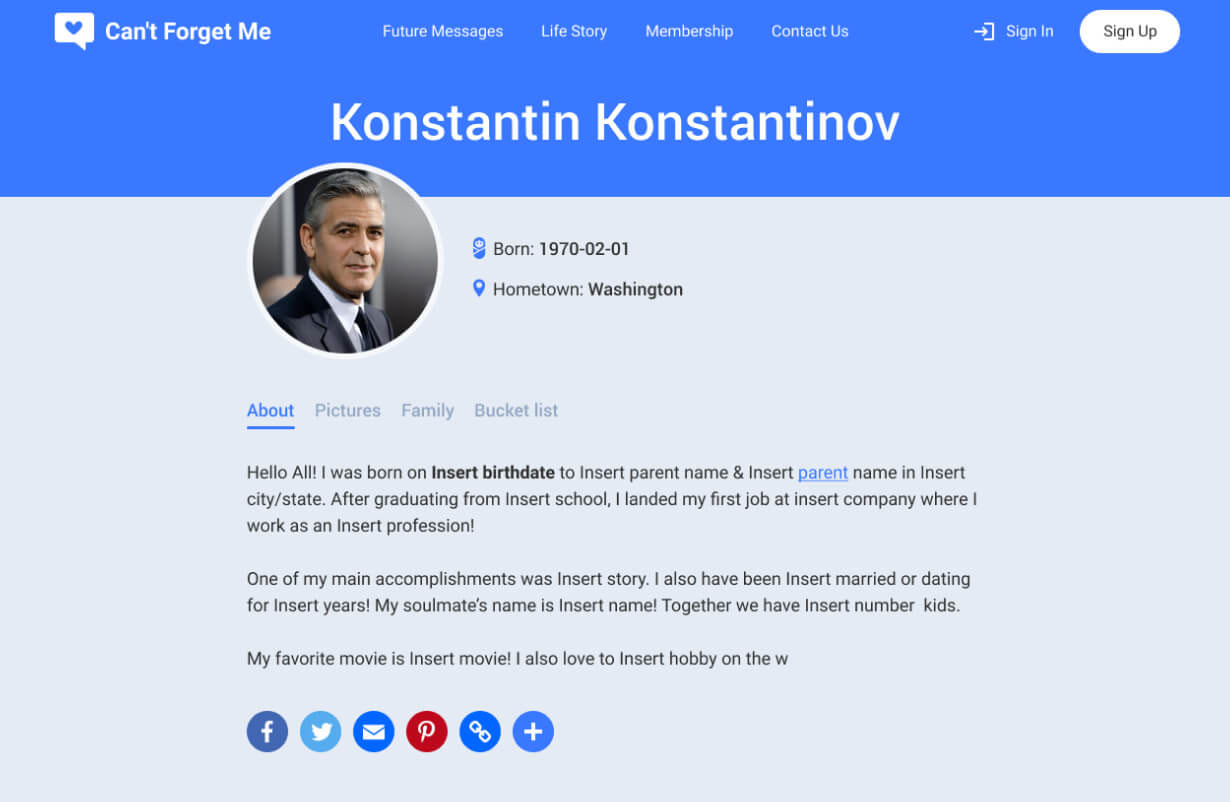 Can't Forget Me
Future Messages
Life Story
Membership
Contact Us
Sign In
Sign Up
Konstantin Konstantinov
Born: 1970-02-01
Hometown: Washington
About
Pictures
Family
Bucket list
Hello All! I was born on Insert birthdate to Insert parent name & Insert parent name in Insert
city/state. After graduating from Insert school, I landed my first job at insert company where I
work as an Insert profession!
One of my main accomplishments was Insert story. I also have been Insert married or dating
for Insert years! My soulmate’s name is Insert name! Together we have Insert number  kids.
My favorite movie is Insert movie! I also love to Insert hobby on the w